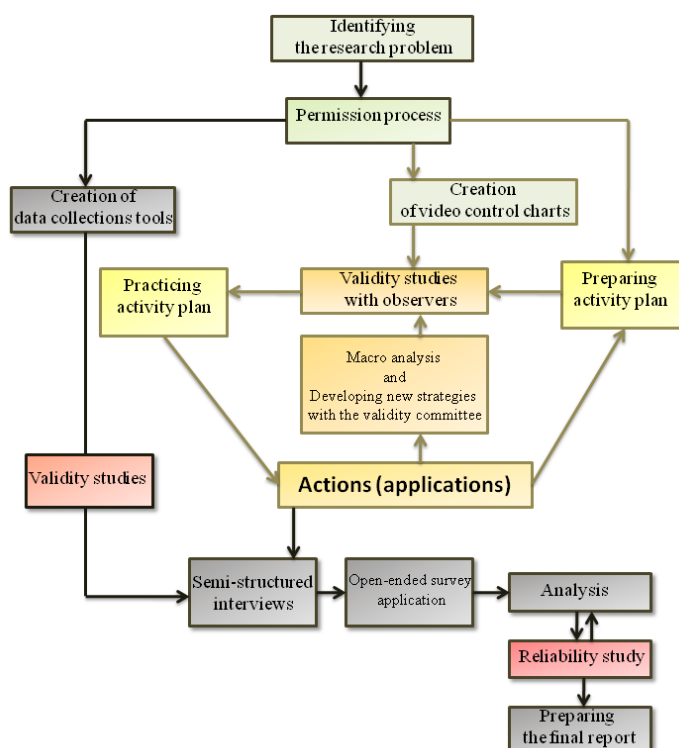 Identifying
the research problem
Permission process
Creation of
data collections tools
Creation
of video control charts
Practicing
activity plan
Validity studies
with observers
Preparing
activity plan
Macro analysis
and
Developing new strategies
with the validity committee
Validity studies
Actions (applications)
Semi-structured
interviews
Open-ended survey
application
Analysis
Reliability study
Preparing
the final report